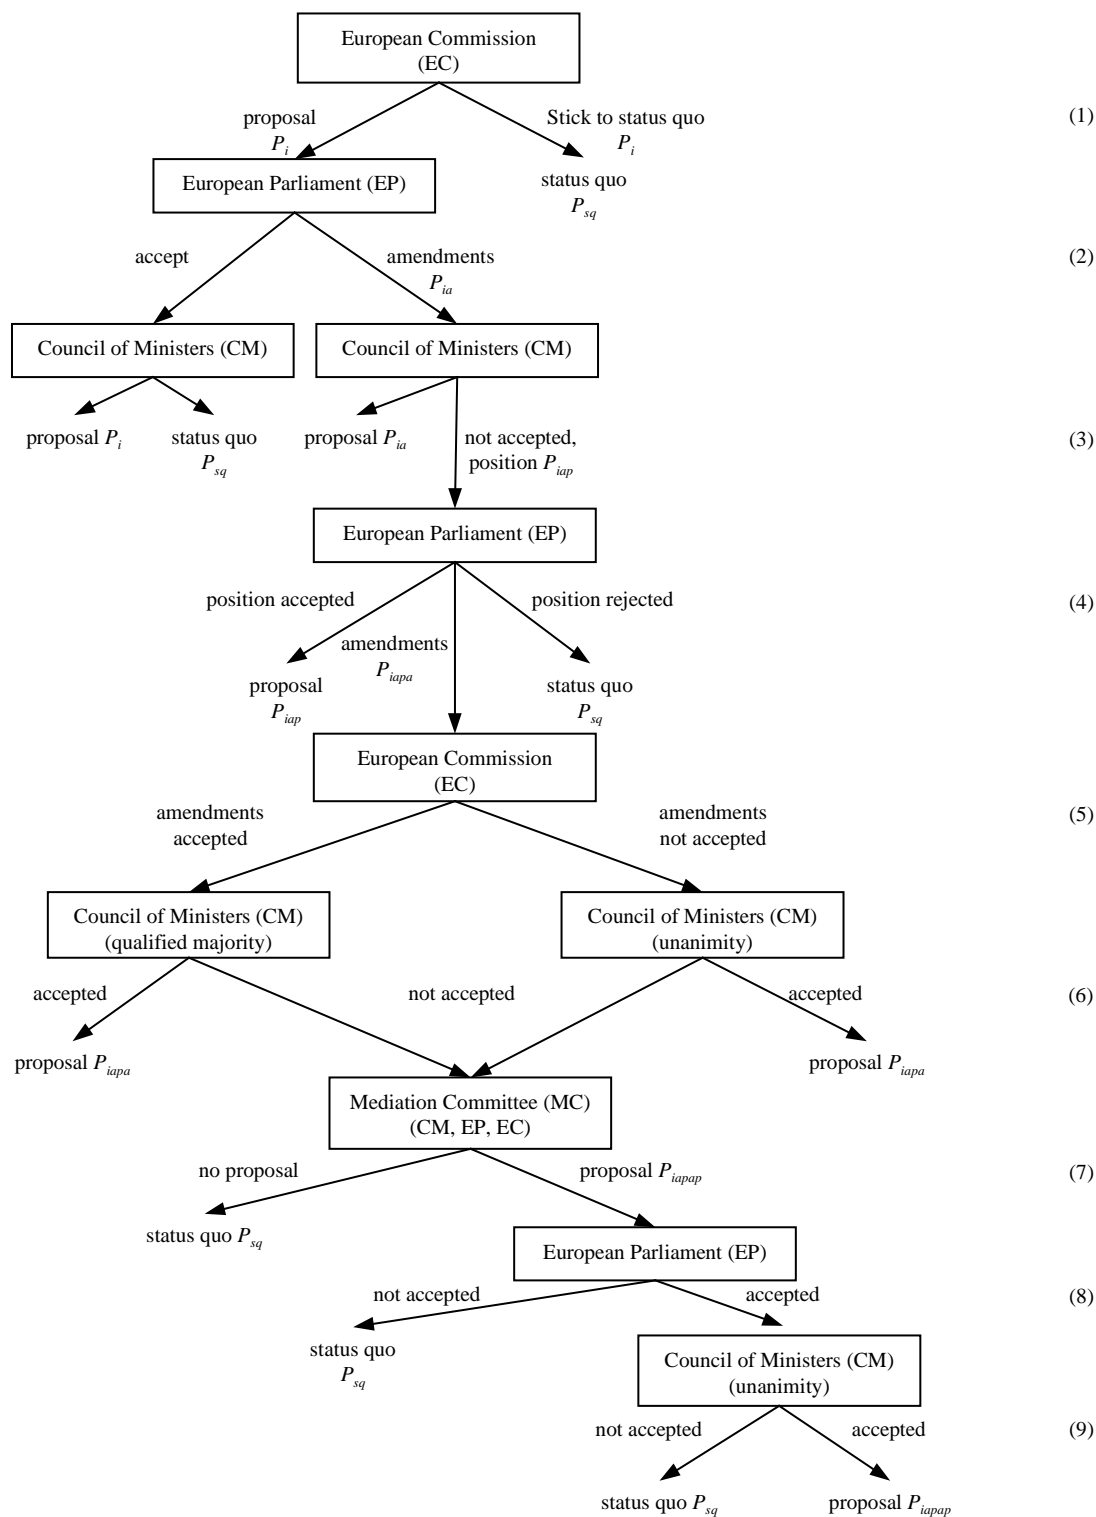 European Commission
(EC)
proposal
P_i
Stick to status quo
P_i
(1)
European Parliament (EP)
status quo
P_sq
accept
amendments
P_ia
(2)
Council of Ministers (CM)
Council of Ministers (CM)
proposal P_i
status quo
P_sq
proposal P_ia
not accepted,
position P_iap
(3)
European Parliament (EP)
position accepted
amendments
P_iapa
position rejected
(4)
proposal
P_iap
status quo
P_sq
European Commission
(EC)
amendments
accepted
amendments
not accepted
(5)
Council of Ministers (CM)
(qualified majority)
Council of Ministers (CM)
(unanimity)
accepted
not accepted
accepted
(6)
proposal P_iapa
proposal P_iapa
Mediation Committee (MC)
(CM, EP, EC)
no proposal
proposal P_iapap
(7)
status quo P_sq
European Parliament (EP)
not accepted
accepted
(8)
status quo
P_sq
Council of Ministers (CM)
(unanimity)
not accepted
accepted
(9)
status quo P_sq
proposal P_iapap